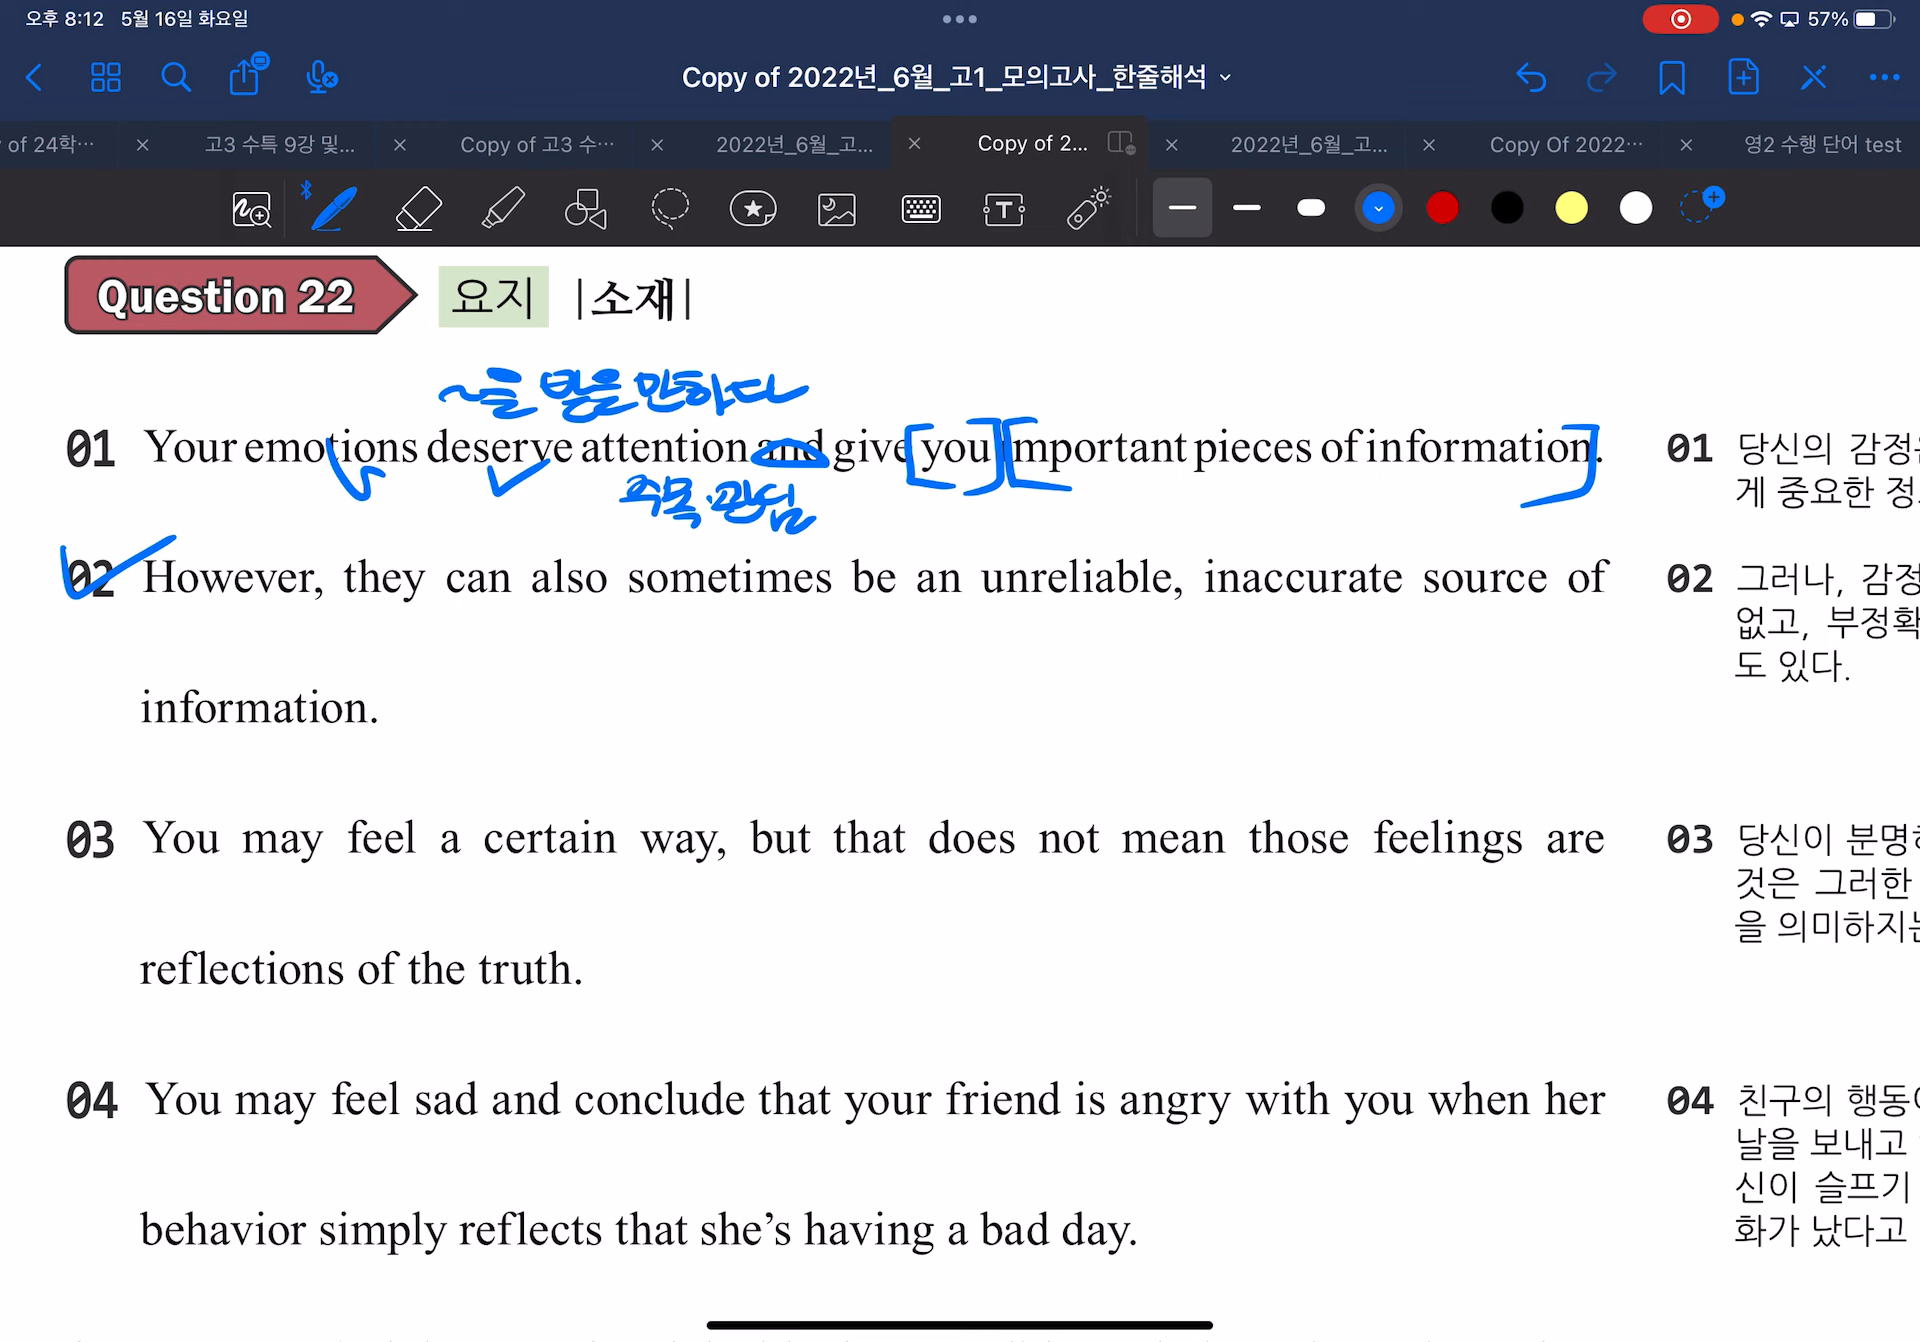 오후 8:12 5월 16일 화요일
57%
Copy of 2022년_6월_고1_모의고사_한줄해석
of 24학…
고3 수특 9강 및...
Copy of 고3 수…
2022년_6월_고...
Copy of 2...
2022년_6월_고...
Copy Of 2022…
영2 수행 단어 test
Question 22 요지 |소재|
~을 받을 만하다
01 Your emotions deserve attention and give you important pieces of information.
주목·관심
02 However, they can also sometimes be an unreliable, inaccurate source of
information.
03 You may feel a certain way, but that does not mean those feelings are
reflections of the truth.
04 You may feel sad and conclude that your friend is angry with you when her
behavior simply reflects that she's having a bad day.
01 당신의 감정은
게 중요한 정
02 그러나, 감정
없고, 부정확
도 있다.
03 당신이 분명
것은 그러한
을 의미하지는
04 친구의 행동
날을 보내고
신이 슬프기
화가 났다고